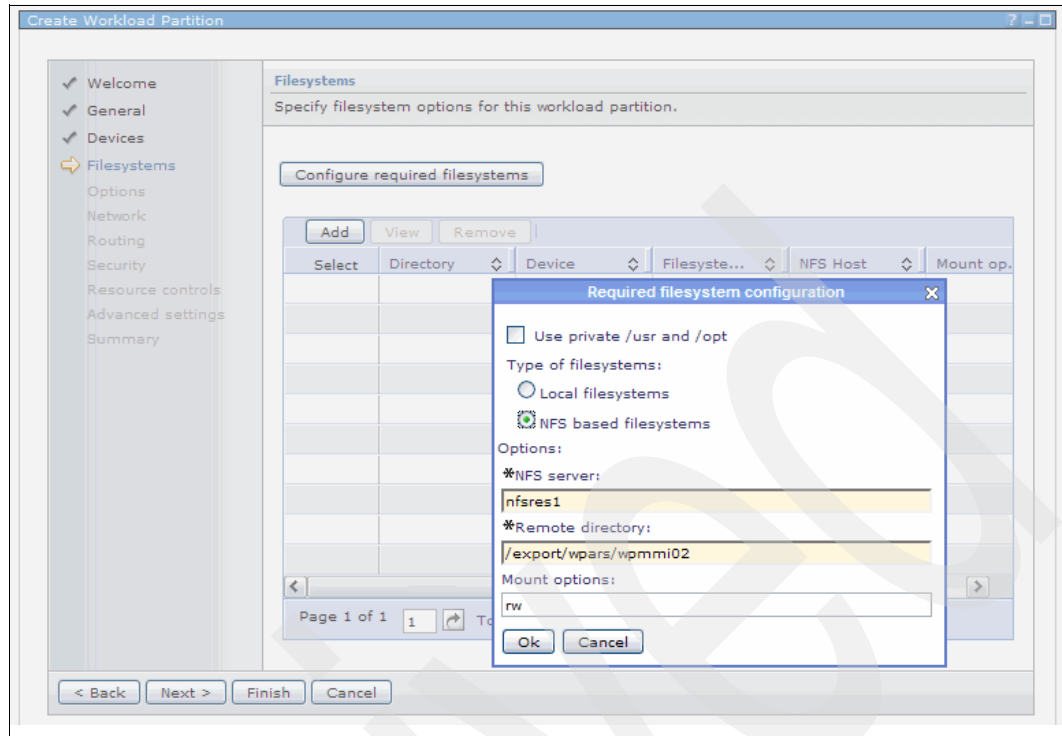 Create Workload Partition
Welcome
General
Devices
Filesystems
Options
Network
Routing
Security
Resource controls
Advanced settings
Summary
Filesystems
Specify filesystem options for this workload partition.
Configure required filesystems
Add View Remove
Select Directory Device Filesyste... NFS Host Mount op.
Required filesystem configuration
Use private /usr and /opt
Type of filesystems:
Local filesystems
NFS based filesystems
Options:
*NFS server:
nfsres1
*Remote directory:
/export/wpars/wpmmi02
Mount options:
rw
Ok Cancel
Page 1 of 1 1 To
< Back Next > Finish Cancel